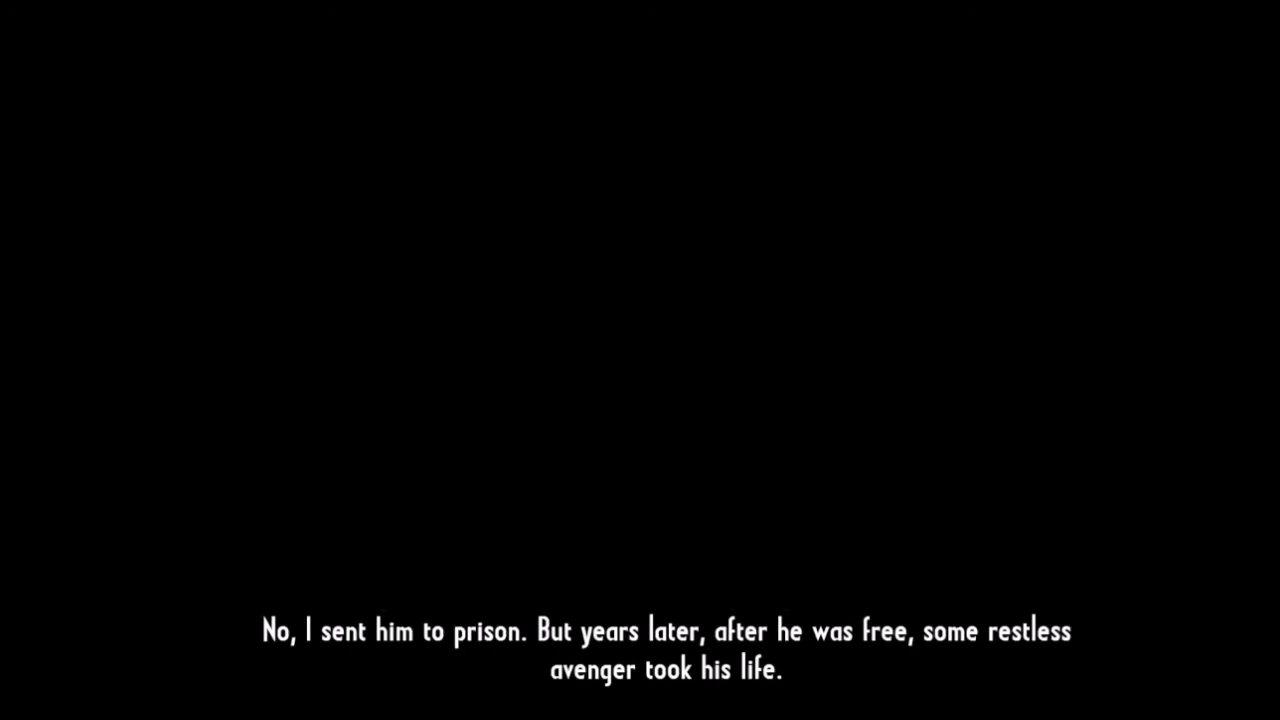 No, I sent him to prison. But years later, after he was free, some restless
avenger took his life.